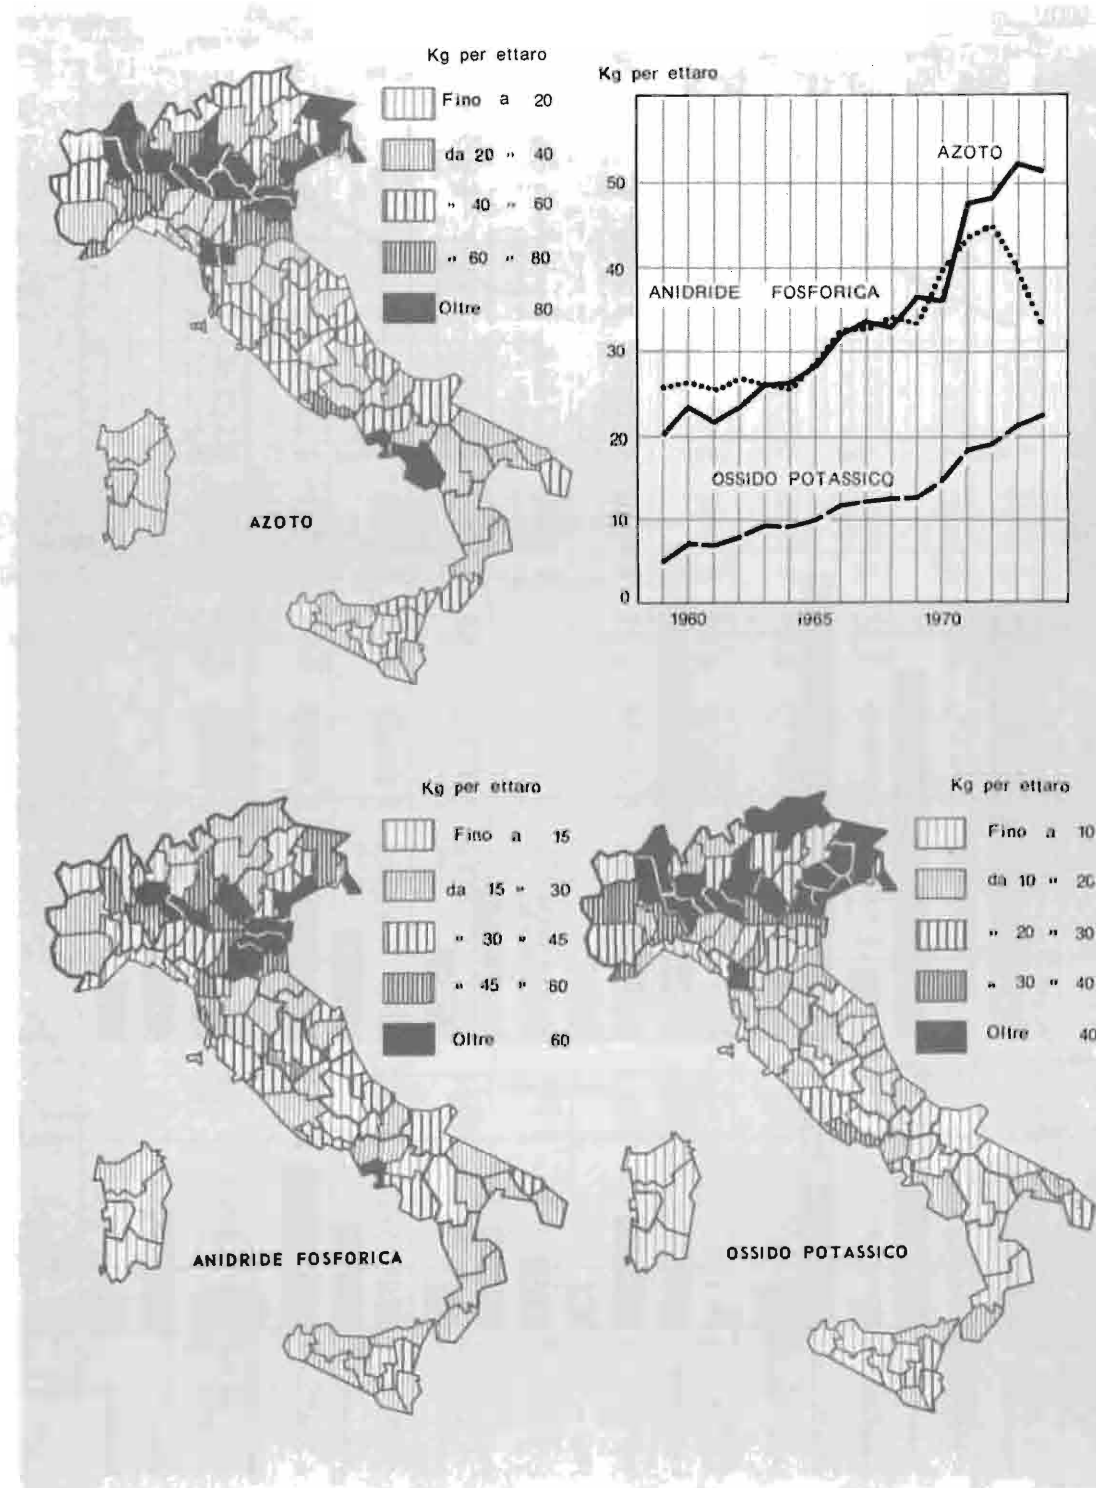 Kg per ettaro
Fino a 20
da 20 " 40
" 40 " 60
" 60 " 80
Oltre 80
AZOTO
Kg per ettaro
50
40
30
20
10
0
AZOTO
ANIDRIDE FOSFORICA
OSSIDO POTASSICO
1960 1965 1970
Kg per ettaro
Fino a 15
da 15 " 30
" 30 " 45
" 45 " 60
Oltre 60
ANIDRIDE FOSFORICA
Kg per ettaro
Fino a 10
da 10 " 20
" 20 " 30
" 30 " 40
Oltre 40
OSSIDO POTASSICO